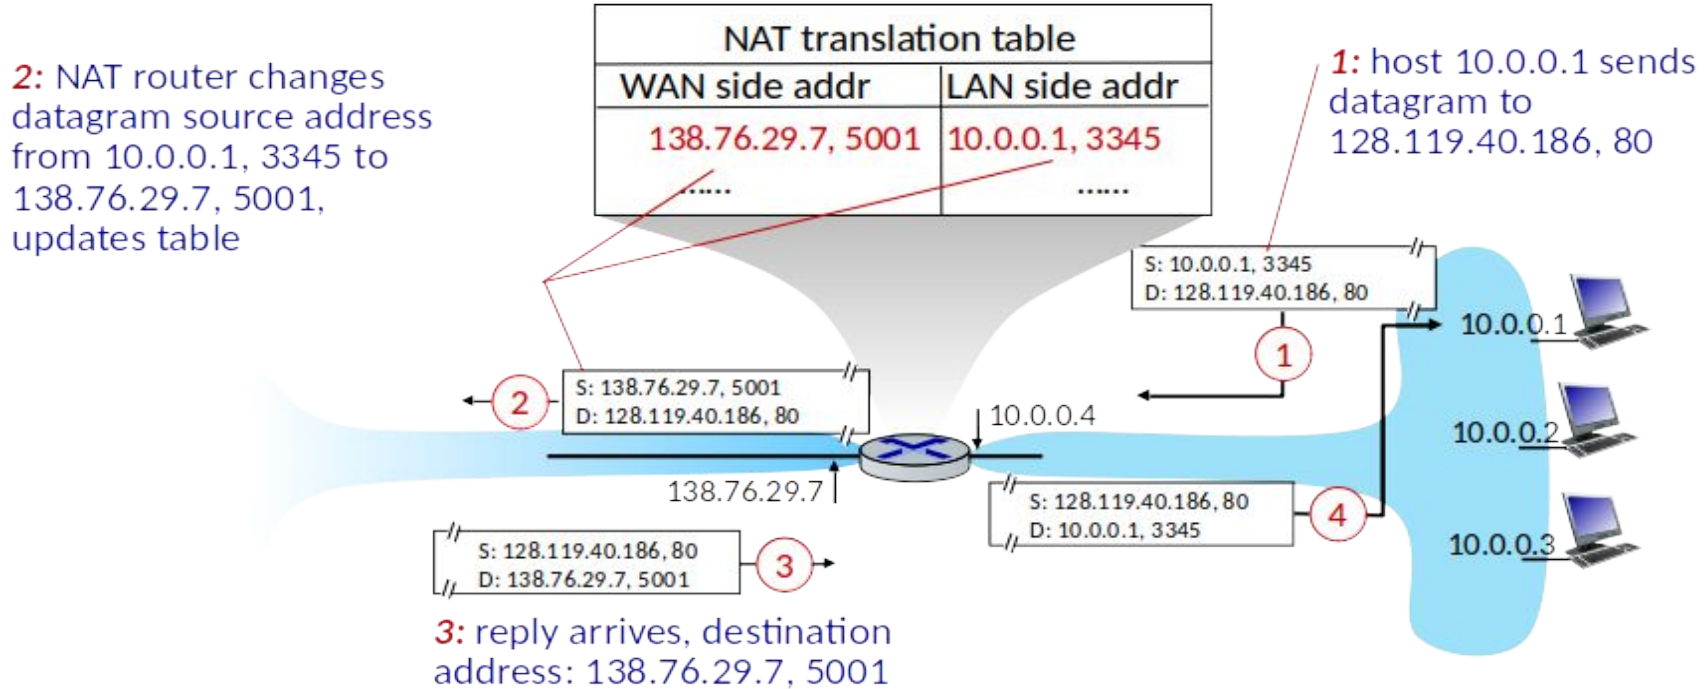 NAT translation table
WAN side addr LAN side addr
138.76.29.7, 5001 10.0.0.1, 3345
...... ......
2: NAT router changes
datagram source address
from 10.0.0.1, 3345 to
138.76.29.7, 5001,
updates table
1: host 10.0.0.1 sends
datagram to
128.119.40.186, 80
S: 10.0.0.1, 3345
D: 128.119.40.186, 80
1
10.0.0.1
S: 138.76.29.7, 5001
D: 128.119.40.186, 80
2
10.0.0.4
10.0.0.2
138.76.29.7
S: 128.119.40.186, 80
D: 10.0.0.1, 3345
4
10.0.0.3
S: 128.119.40.186, 80
D: 138.76.29.7, 5001
3
3: reply arrives, destination
address: 138.76.29.7, 5001